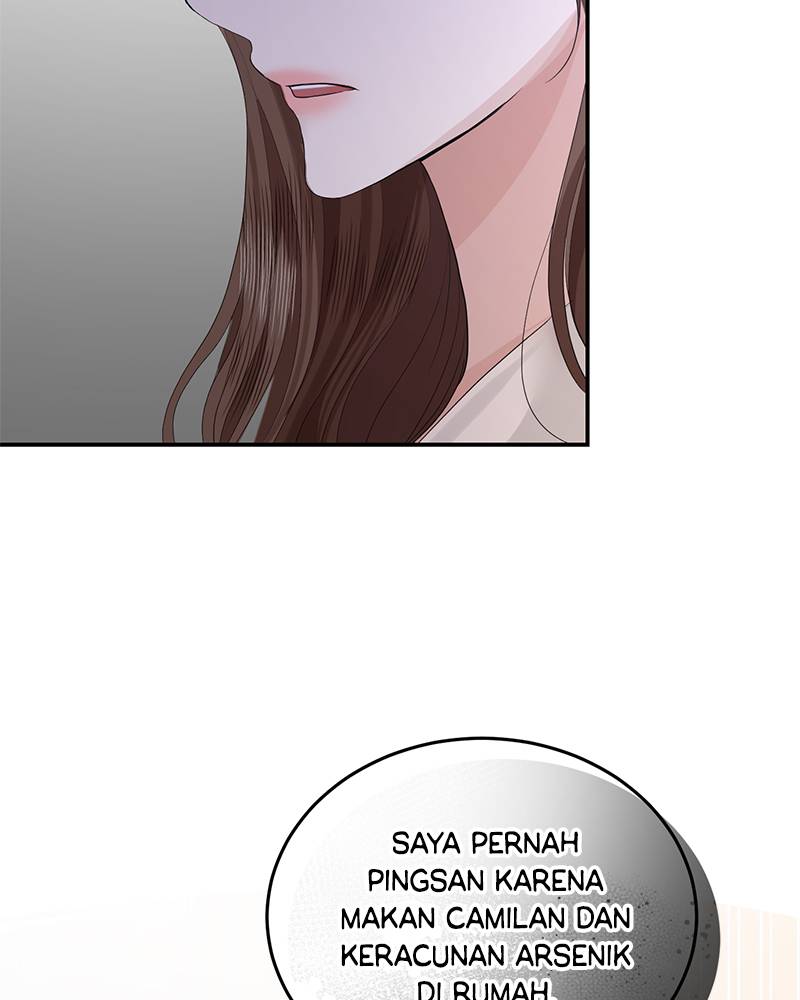 SAYA PERNAH
PINGSAN KARENA
MAKAN CAMILAN DAN
KERACUNAN ARSENIK
DI RUMAH